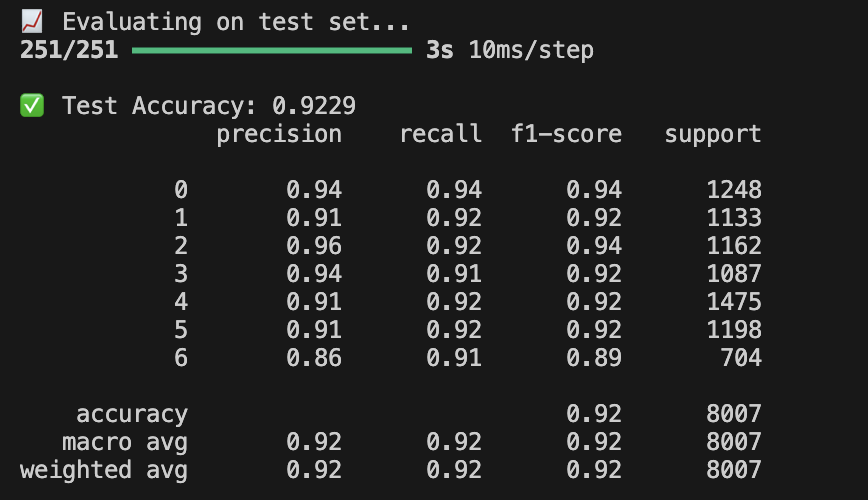 📈 Evaluating on test set...
251/251 ━━━━━━━━━━━━━━━━━━━━ 3s 10ms/step
✅ Test Accuracy: 0.9229
              precision    recall  f1-score   support

           0       0.94      0.94      0.94      1248
           1       0.91      0.92      0.92      1133
           2       0.96      0.92      0.94      1162
           3       0.94      0.91      0.92      1087
           4       0.91      0.92      0.92      1475
           5       0.91      0.92      0.92      1198
           6       0.86      0.91      0.89       704

    accuracy                           0.92      8007
   macro avg       0.92      0.92      0.92      8007
weighted avg       0.92      0.92      0.92      8007